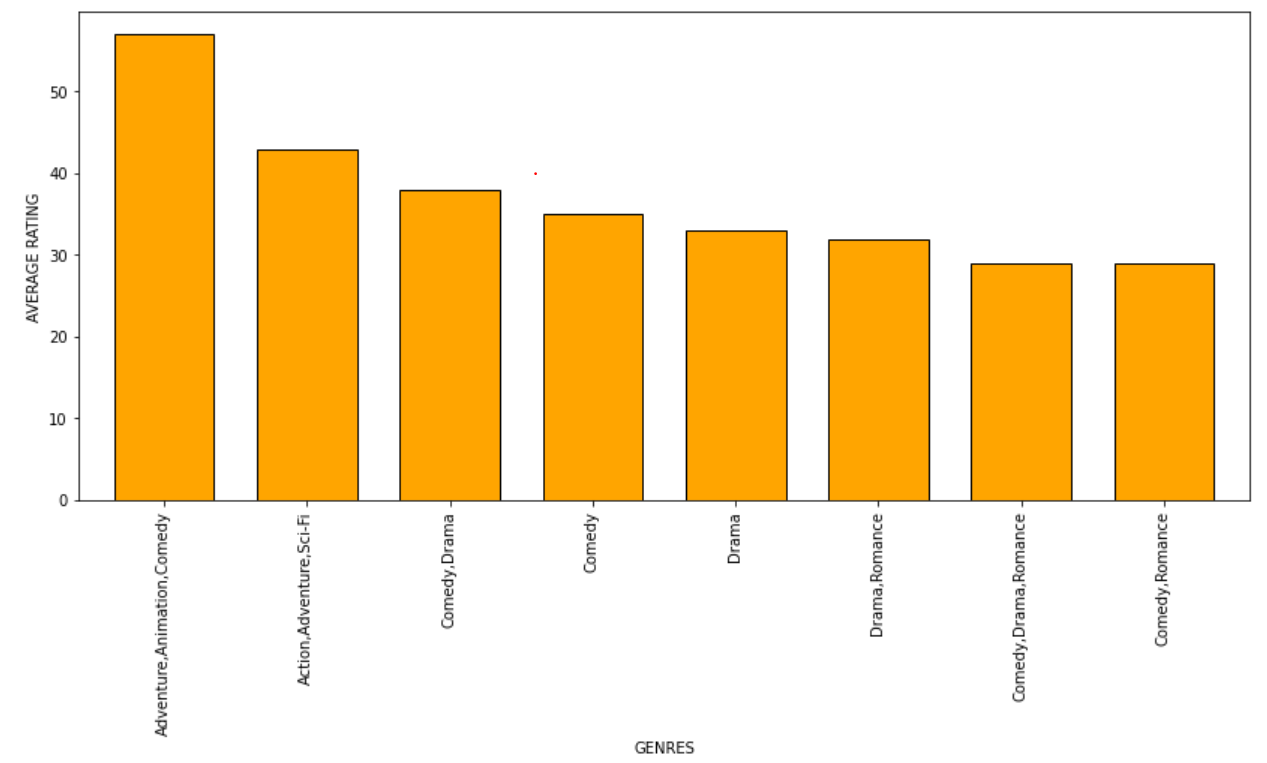 50
40
30
20
10
0
AVERAGE RATING
Adventure,Animation,Comedy
Action,Adventure,Sci-Fi
Comedy,Drama
Comedy
Drama
Drama,Romance
Comedy,Drama,Romance
Comedy,Romance
GENRES